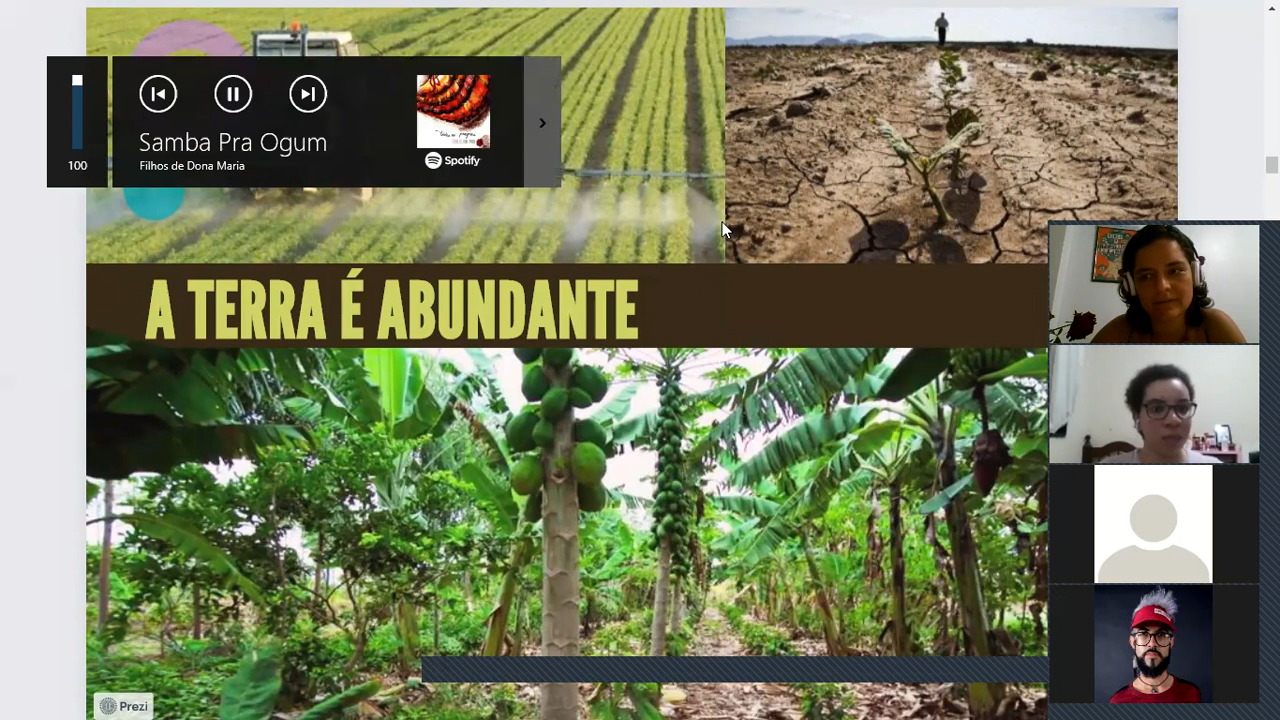 Samba Pra Ogum
Filhos de Dona Maria
100
Spotify
A TERRA É ABUNDANTE
Prezi